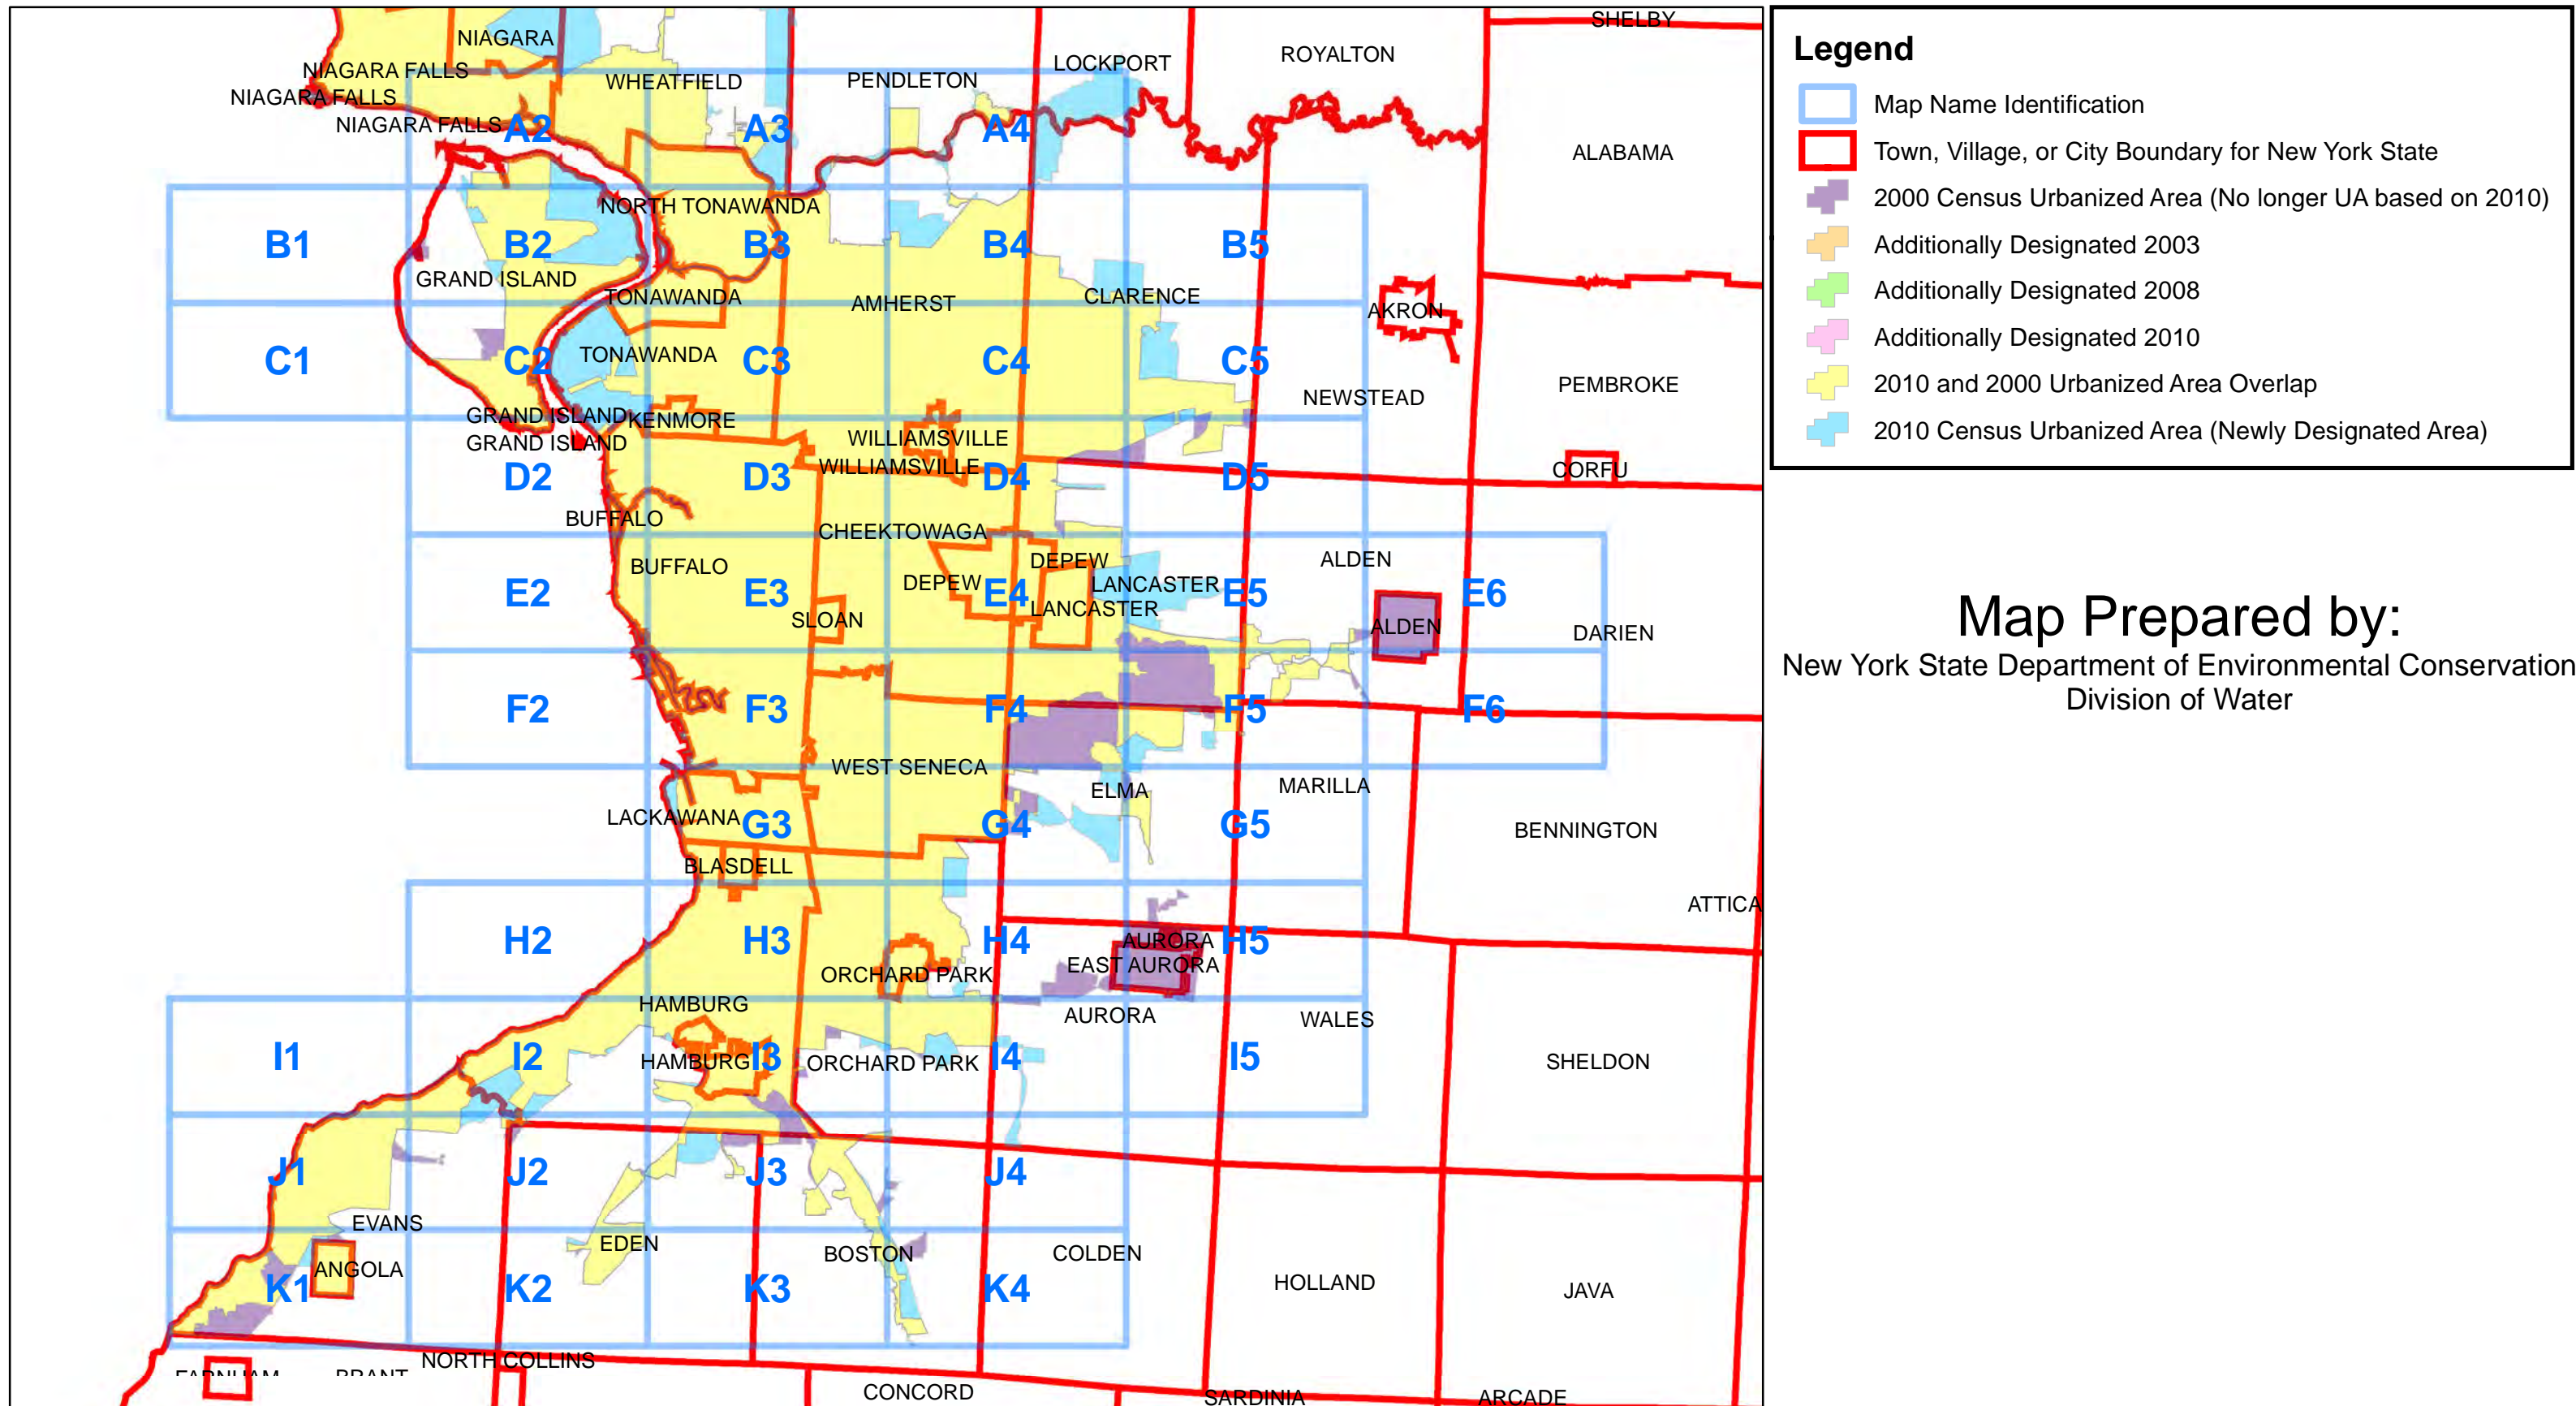 SHELBY
NIAGARA
ROYALTON
LOCKPORT
NIAGARA FALLS
WHEATFIELD
PENDLETON
NIAGARA FALLS
NIAGARA FALLS
A2
A3
A4
ALABAMA
NORTH TONAWANDA
B1
B2
B3
B4
B5
GRAND ISLAND
TONAWANDA
AMHERST
CLARENCE
AKRON
C1
C2
TONAWANDA
C3
C4
C5
PEMBROKE
NEWSTEAD
GRAND ISLAND
KENMORE
GRAND ISLAND
WILLIAMSVILLE
WILLIAMSVILLE
CORFU
D2
D3
D4
D5
BUFFALO
CHEEKTOWAGA
BUFFALO
DEPEW
ALDEN
E2
E3
DEPEW
E4
LANCASTER
E5
E6
LANCASTER
SLOAN
ALDEN
DARIEN
F2
F3
F4
F5
F6
WEST SENECA
ELMA
MARILLA
LACKAWANA
G3
G4
G5
BENNINGTON
BLASDELL
ATTICA
H2
H3
H4
AURORA
H5
ORCHARD PARK
EAST AURORA
HAMBURG
AURORA
WALES
I1
I2
HAMBURG
I3
ORCHARD PARK
I4
I5
SHELDON
J1
J2
J3
J4
EVANS
EDEN
BOSTON
COLDEN
ANGOLA
K1
K2
K3
K4
HOLLAND
JAVA
NORTH COLLINS
FARNHAM
BRANT
CONCORD
SARDINIA
ARCADE
Legend
Map Name Identification
Town, Village, or City Boundary for New York State
2000 Census Urbanized Area (No longer UA based on 2010)
Additionally Designated 2003
Additionally Designated 2008
Additionally Designated 2010
2010 and 2000 Urbanized Area Overlap
2010 Census Urbanized Area (Newly Designated Area)
Map Prepared by:
New York State Department of Environmental Conservation
Division of Water